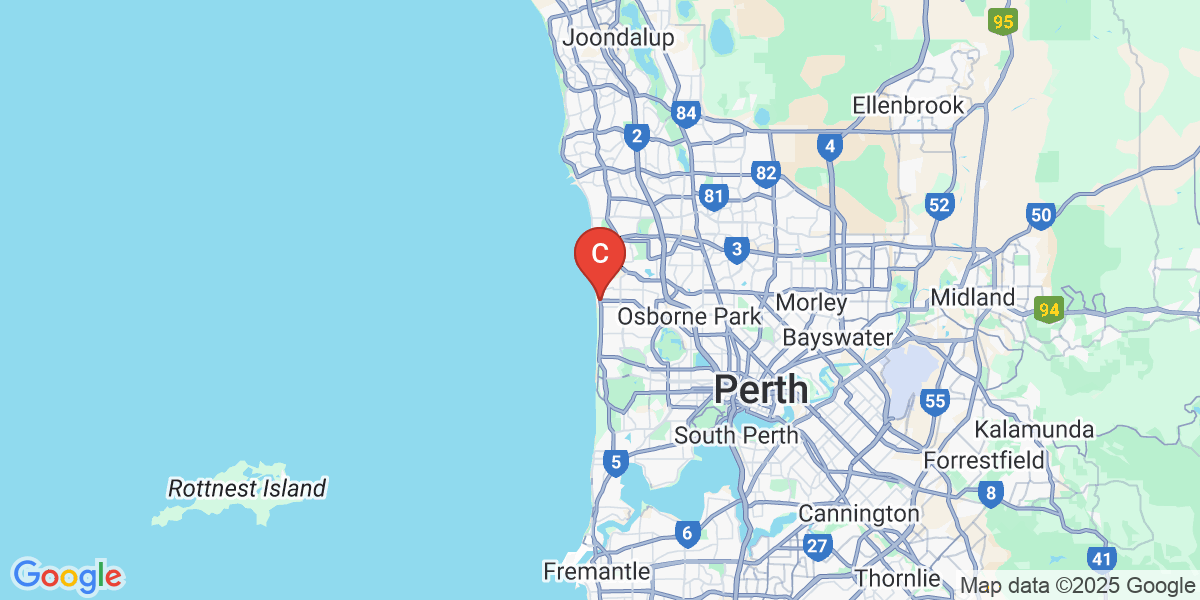 95
Joondalup
Ellenbrook
84
2
4
82
81
52
50
3
C
Midland
Morley
94
Osborne Park
Bayswater
Perth
55
Kalamunda
South Perth
5
Forrestfield
Rottnest Island
8
Cannington
6
27
41
Fremantle
Thornlie
Google
Map data ©2025 Google